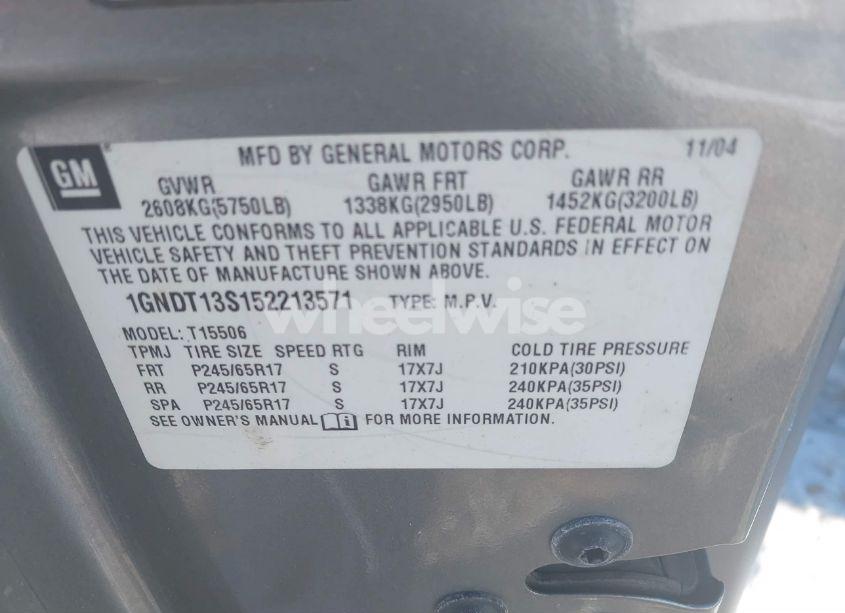 GM
MFD BY GENERAL MOTORS CORP. 11/04
GVWR GAWR FRT GAWR RR
2608KG(5750LB) 1338KG(2950LB) 1452KG(3200LB)
THIS VEHICLE CONFORMS TO ALL APPLICABLE U.S. FEDERAL MOTOR
VEHICLE SAFETY AND THEFT PREVENTION STANDARDS IN EFFECT ON
THE DATE OF MANUFACTURE SHOWN ABOVE.
1GNDT13S152213571 TYPE: M.P.V.
wheelwise
MODEL: T15506
TPMJ TIRE SIZE SPEED RTG RIM COLD TIRE PRESSURE
FRT P245/65R17 S 17X7J 210KPA(30PSI)
RR P245/65R17 S 17X7J 240KPA(35PSI)
SPA P245/65R17 S 17X7J 240KPA(35PSI)
SEE OWNER'S MANUAL FOR MORE INFORMATION.